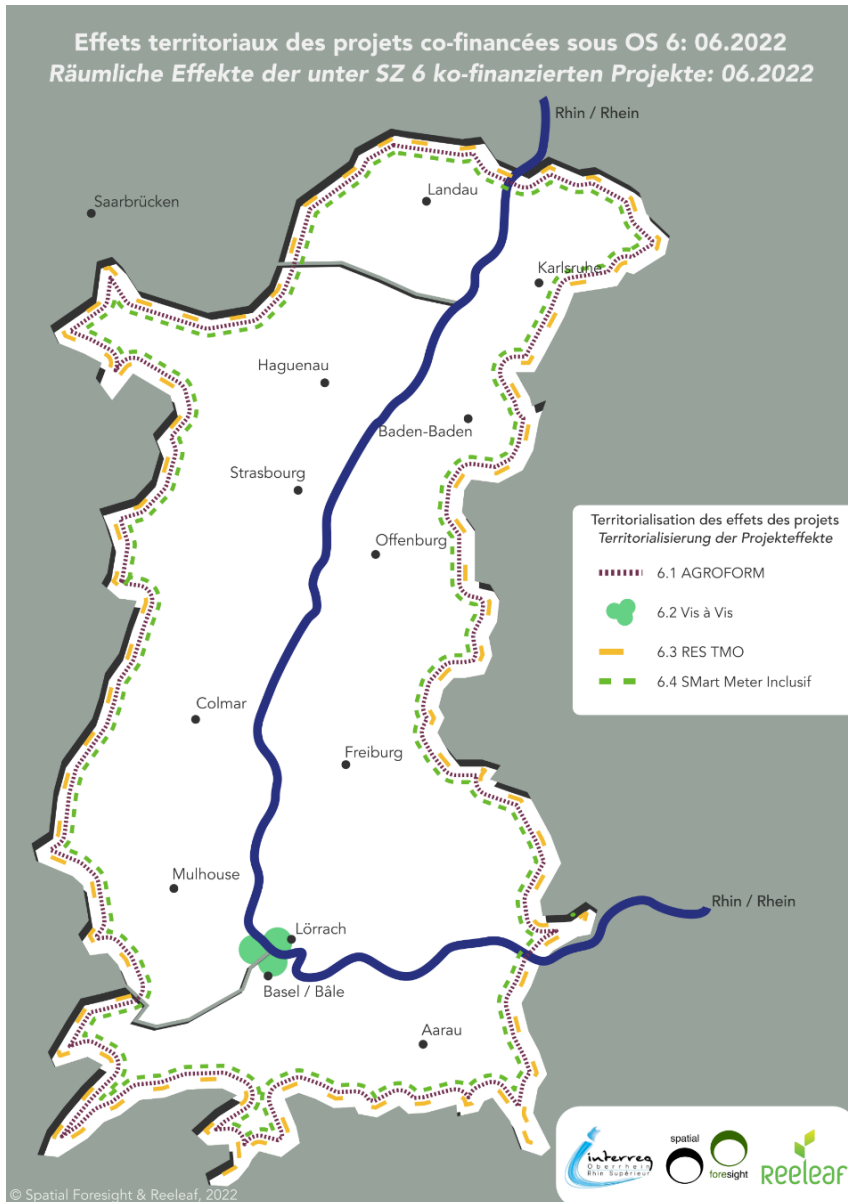 Effets territoriaux des projets co-financées sous OS 6: 06.2022
Räumliche Effekte der unter SZ 6 ko-finanzierten Projekte: 06.2022
Rhin / Rhein
Landau
Saarbrücken
Karlsruhe
Haguenau
Baden-Baden
Strasbourg
Offenburg
Territorialisation des effets des projets
Territorialisierung der Projekteffekte
6.1 AGROFORM
6.2 Vis à Vis
6.3 RES TMO
6.4 SMart Meter Inclusif
Colmar
Freiburg
Mulhouse
Rhin / Rhein
Lörrach
Basel / Bâle
Aarau
interreg
Oberrhein
Rhin Supérieur
spatial
foresight
REELEAF
© Spatial Foresight & Reeleaf, 2022